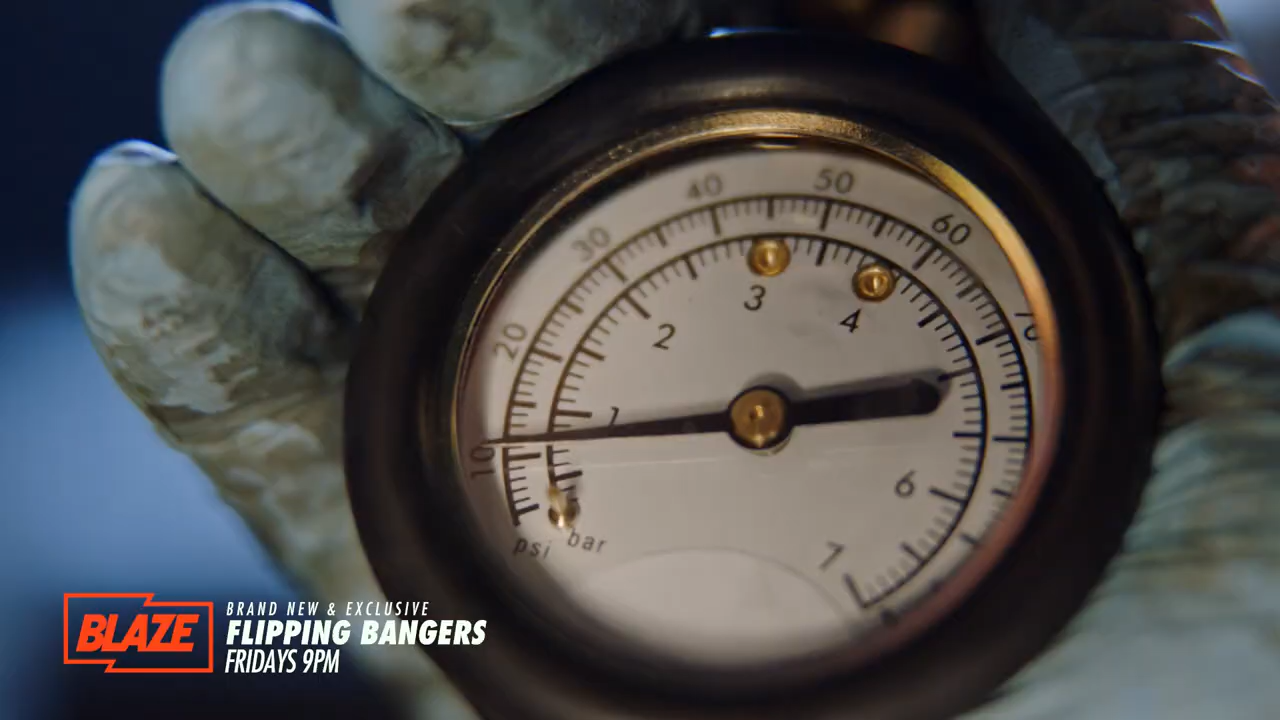 40 50
30 60
20 70
10
1 2 3 4
6
7
psi bar
BLAZE
BRAND NEW & EXCLUSIVE
FLIPPING BANGERS
FRIDAYS 9PM